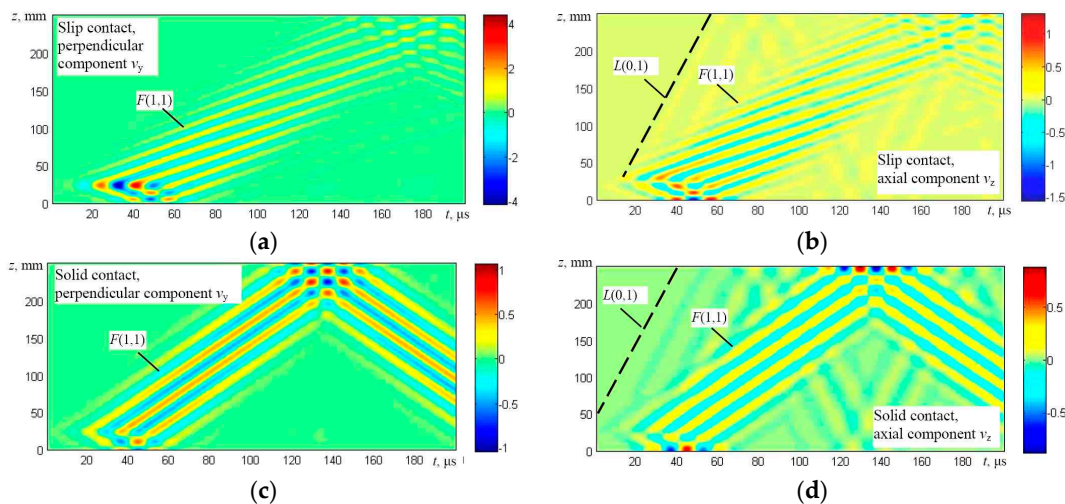 z, mm
200
150
100
50
0
Slip contact,
perpendicular
component vy
F(1,1)
20 40 60 80 100 120 140 160 180
t, μs
4
2
0
-2
-4
(a)
z, mm
200
150
100
50
0
L(0,1)
F(1,1)
Slip contact,
axial component vz
20 40 60 80 100 120 140 160 180
t, μs
1
0.5
0
-0.5
-1
-1.5
(b)
z, mm
200
150
100
50
0
Solid contact,
perpendicular component vy
F(1,1)
20 40 60 80 100 120 140 160 180
t, μs
1
0.5
0
-0.5
-1
(c)
z, mm
200
150
100
50
0
L(0,1)
F(1,1)
Solid contact,
axial component vz
20 40 60 80 100 120 140 160 180
t, μs
0.5
0
-0.5
(d)